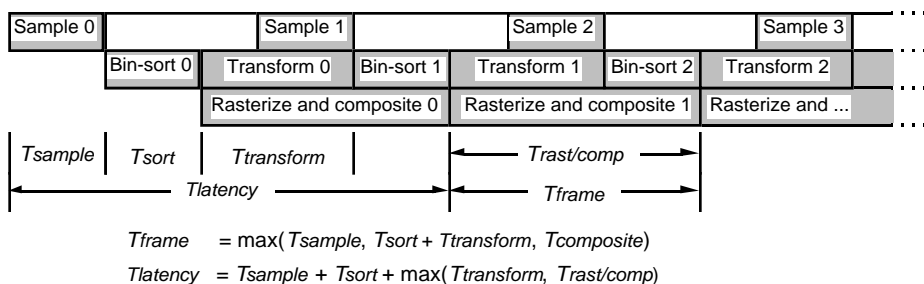 Sample 0 Sample 1 Sample 2 Sample 3
Bin-sort 0 Transform 0 Bin-sort 1 Transform 1 Bin-sort 2 Transform 2
Rasterize and composite 0 Rasterize and composite 1 Rasterize and ...
Tsample Tsort Ttransform Trast/comp
Tlatency Tframe
Tframe = max(Tsample, Tsort + Ttransform, Tcomposite)
Tlatency = Tsample + Tsort + max(Ttransform, Trast/comp)